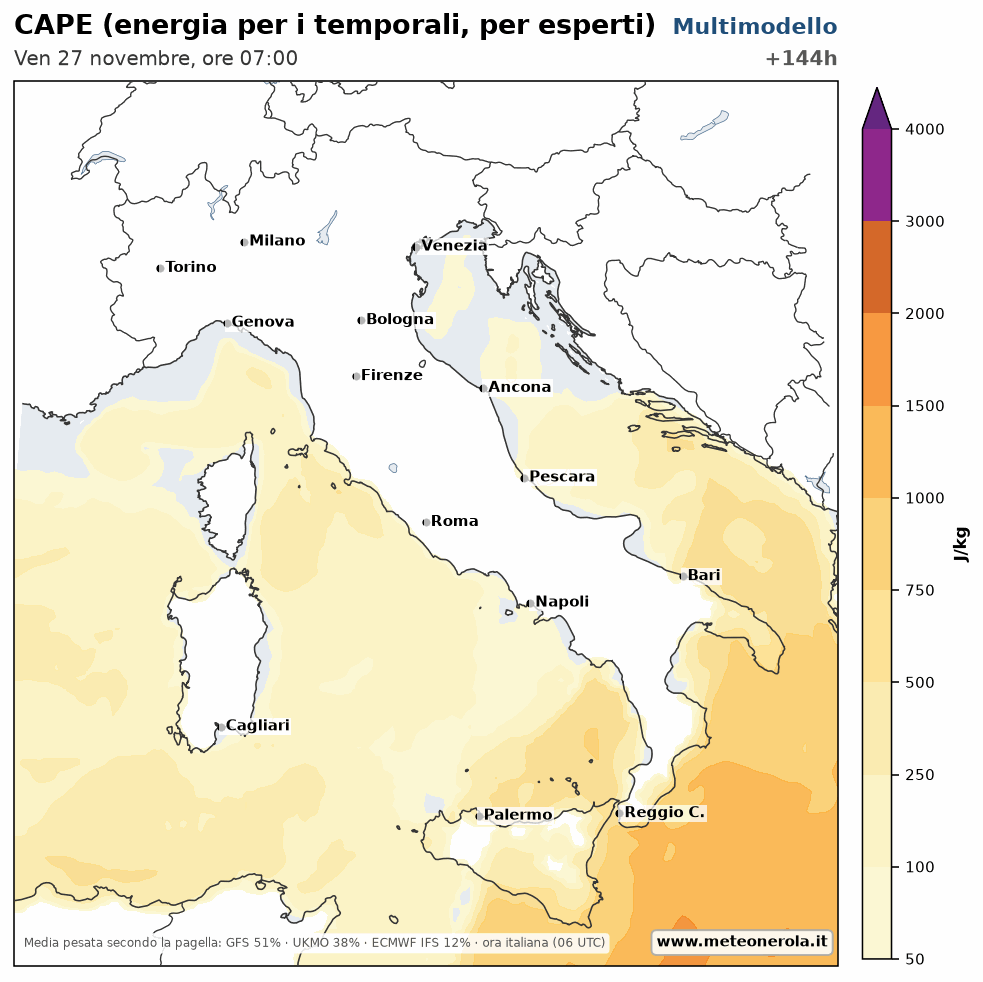 CAPE (energia per i temporali, per esperti) Multimodello
Ven 27 novembre, ore 07:00 +144h
4000
3000
2000
1500
1000
750
500
250
100
50
J/kg
Milano
Venezia
Torino
Genova
Bologna
Firenze
Ancona
Pescara
Roma
Bari
Napoli
Cagliari
Palermo
Reggio C.
Media pesata secondo la pagella: GFS 51% · UKMO 38% · ECMWF IFS 12% · ora italiana (06 UTC)
www.meteonerola.it